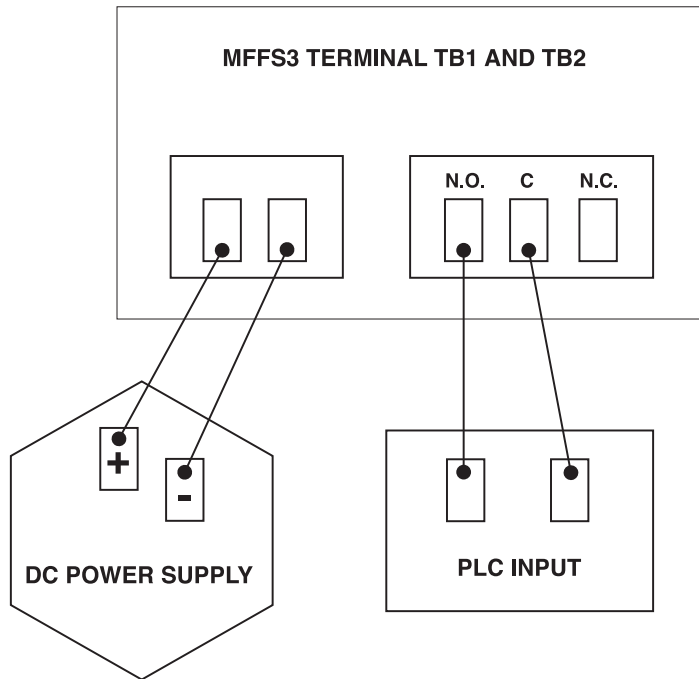 MFFS3 TERMINAL TB1 AND TB2
N.O. C N.C.
+
-
DC POWER SUPPLY
PLC INPUT